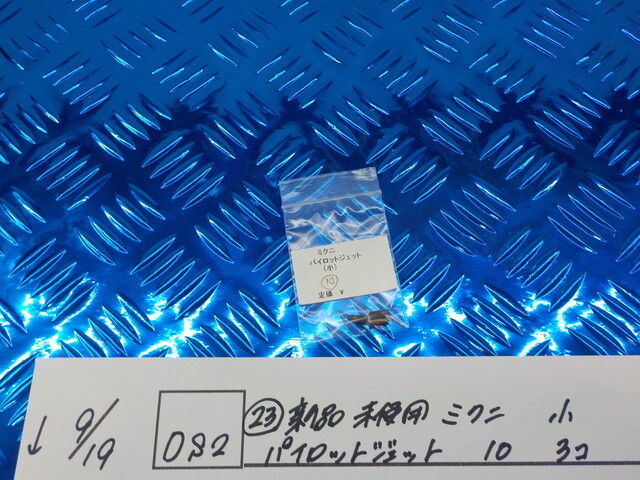 ミクニ
パイロットジェット
(小)
10
定価 ¥
↓ 9/19 OS2 ㉓ 新品 未使用 ミクニ 小
パイロットジェット 10 3コ